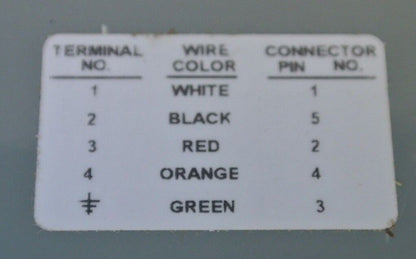 TERMINAL WIRE CONNECTOR
NO. COLOR PIN NO.
1 WHITE 1
2 BLACK 5
3 RED 2
4 ORANGE 4
⏚ GREEN 3